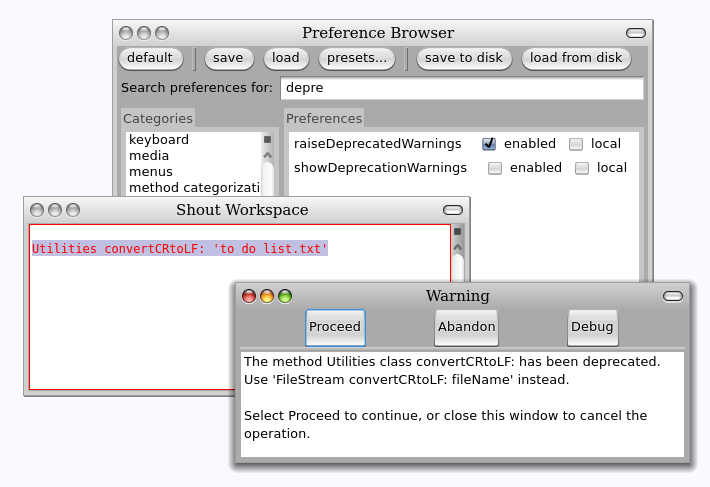 Preference Browser
default save load presets... save to disk load from disk
Search preferences for: depre
Categories Preferences
keyboard
media
menus
method categorizati
raiseDeprecatedWarnings enabled local
showDeprecationWarnings enabled local
Shout Workspace
Utilities convertCRtoLF: 'to do list.txt'
Warning
Proceed Abandon Debug
The method Utilities class convertCRtoLF: has been deprecated.
Use 'FileStream convertCRtoLF: fileName' instead.
Select Proceed to continue, or close this window to cancel the
operation.